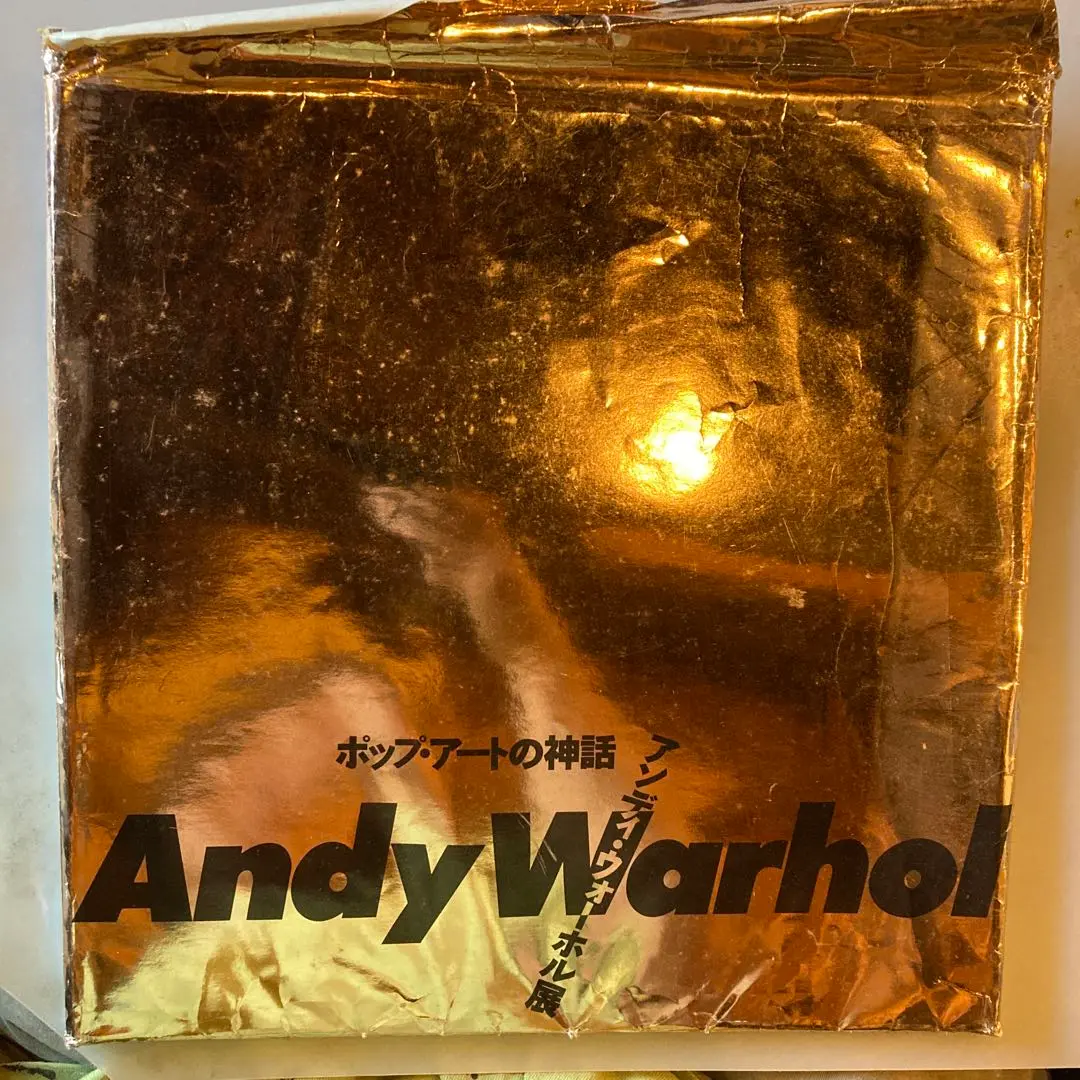 ポップ・アートの神話
アンディ・ウォーホル展
Andy Warhol